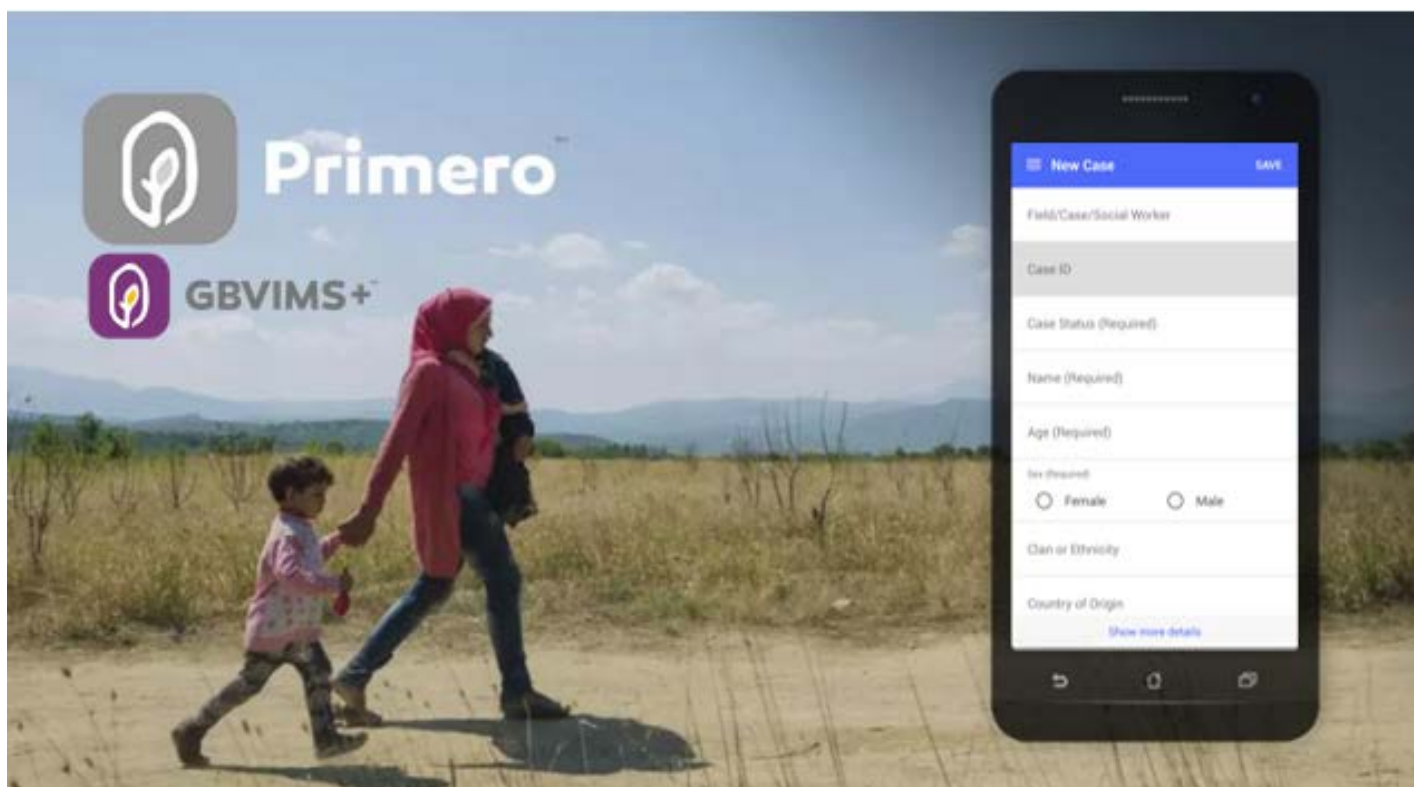 Primero
GBVIMS+
New Case
SAVE
Field/Case/Social Worker
Case ID
Case Status (Required)
Name (Required)
Age (Required)
Sex (Required)
Female
Male
Clan or Ethnicity
Country of Origin
Show more details